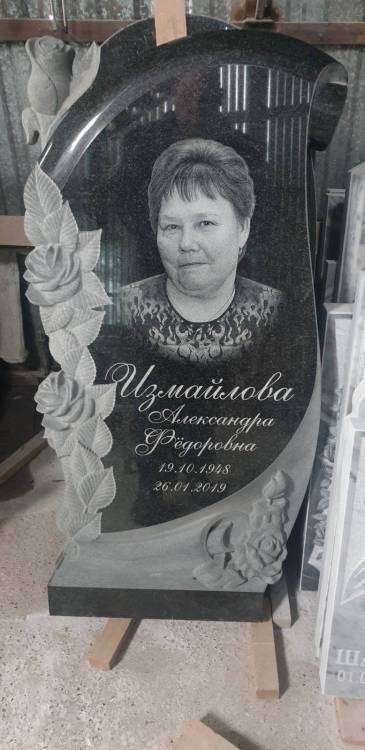 Измайлова
Александра
Фёдоровна
19.10.1948
26.01.2019